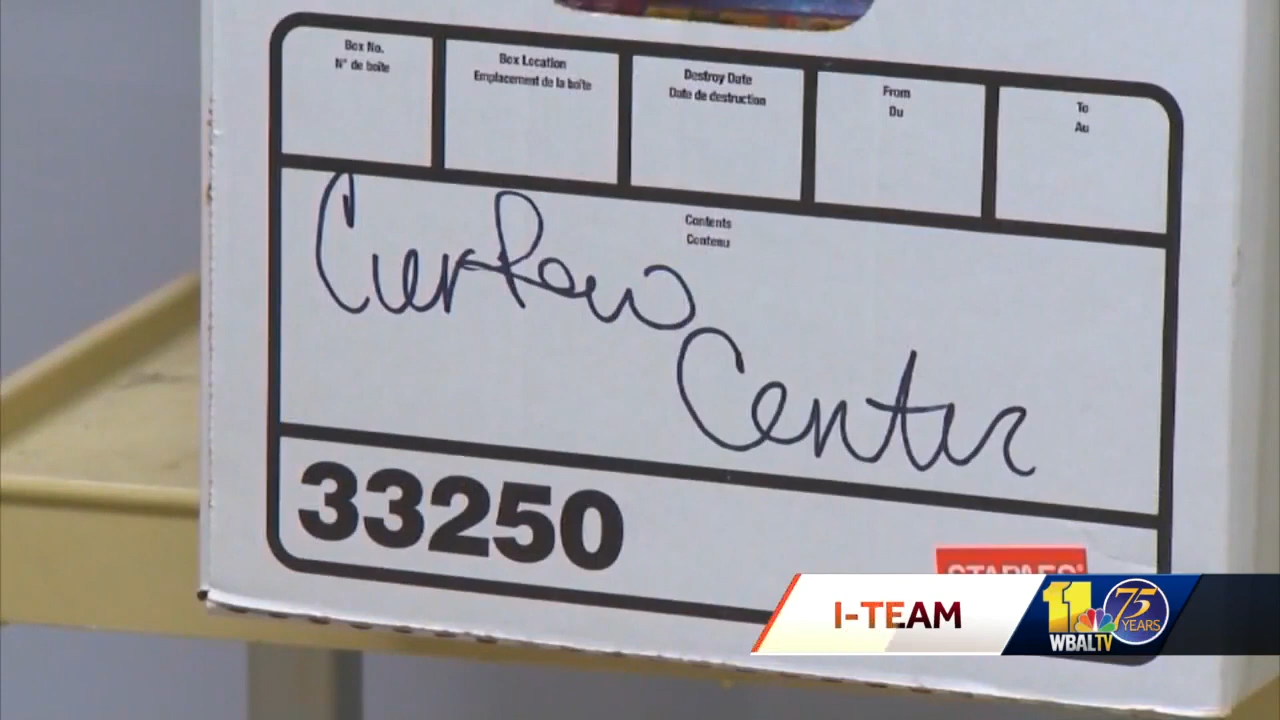 Box No.
N° de boîte
Box Location
Emplacement de la boîte
Destroy Date
Date de destruction
From
Du
To
Au
Contents
Contenu
Curfew
Center
33250
STAPLES
I-TEAM
11
WBALTV
75
YEARS